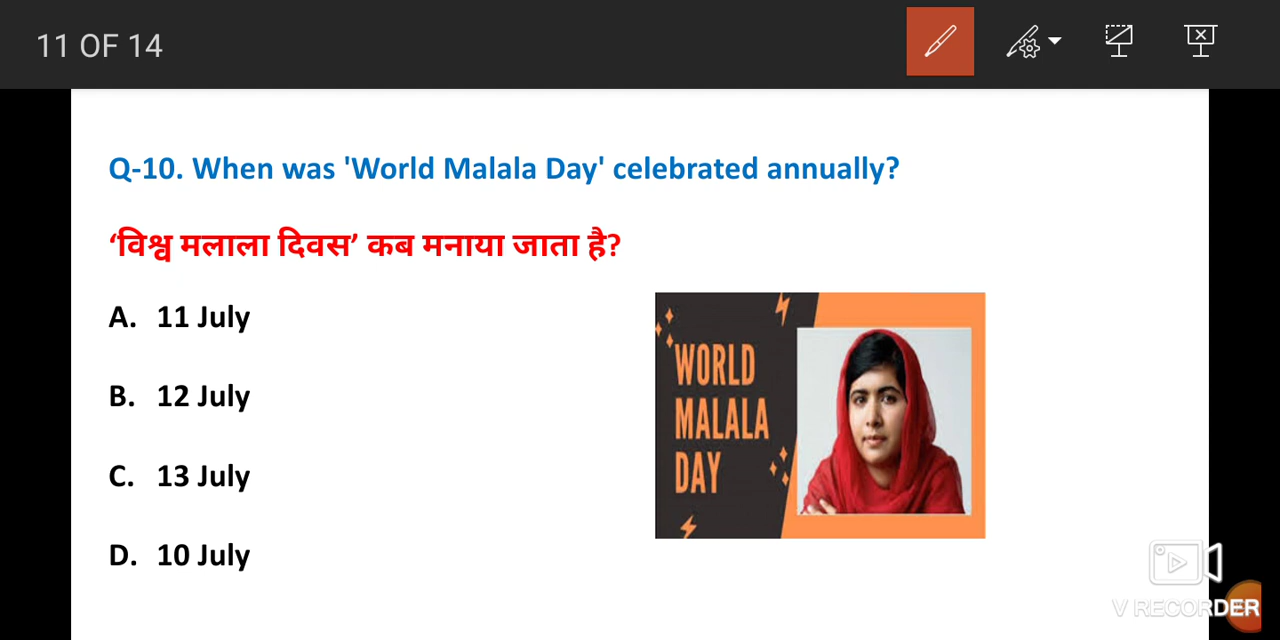 11 OF 14
Q-10. When was 'World Malala Day' celebrated annually?
‘विश्व मलाला दिवस’ कब मनाया जाता है?
A. 11 July
B. 12 July
C. 13 July
D. 10 July
WORLD
MALALA
DAY
V RECORDER